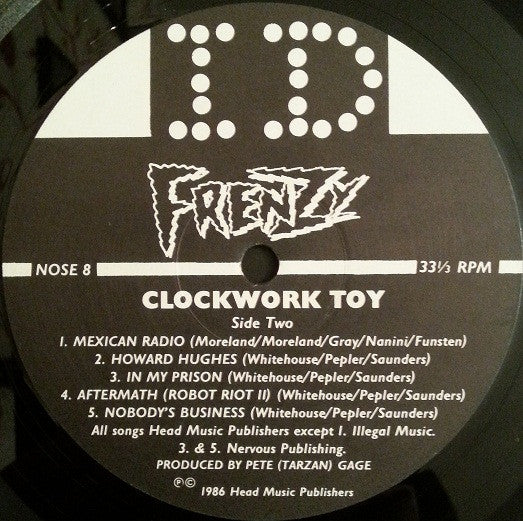 ID
FRENZY
NOSE 8
33⅓ RPM
CLOCKWORK TOY
Side Two
1. MEXICAN RADIO (Moreland/Moreland/Gray/Nanini/Funsten)
2. HOWARD HUGHES (Whitehouse/Pepler/Saunders)
3. IN MY PRISON (Whitehouse/Pepler/Saunders)
4. AFTERMATH (ROBOT RIOT II) (Whitehouse/Pepler/Saunders)
5. NOBODY'S BUSINESS (Whitehouse/Pepler/Saunders)
All songs Head Music Publishers except 1. Illegal Music.
3. & 5. Nervous Publishing.
PRODUCED BY PETE (TARZAN) GAGE
℗© 1986 Head Music Publishers